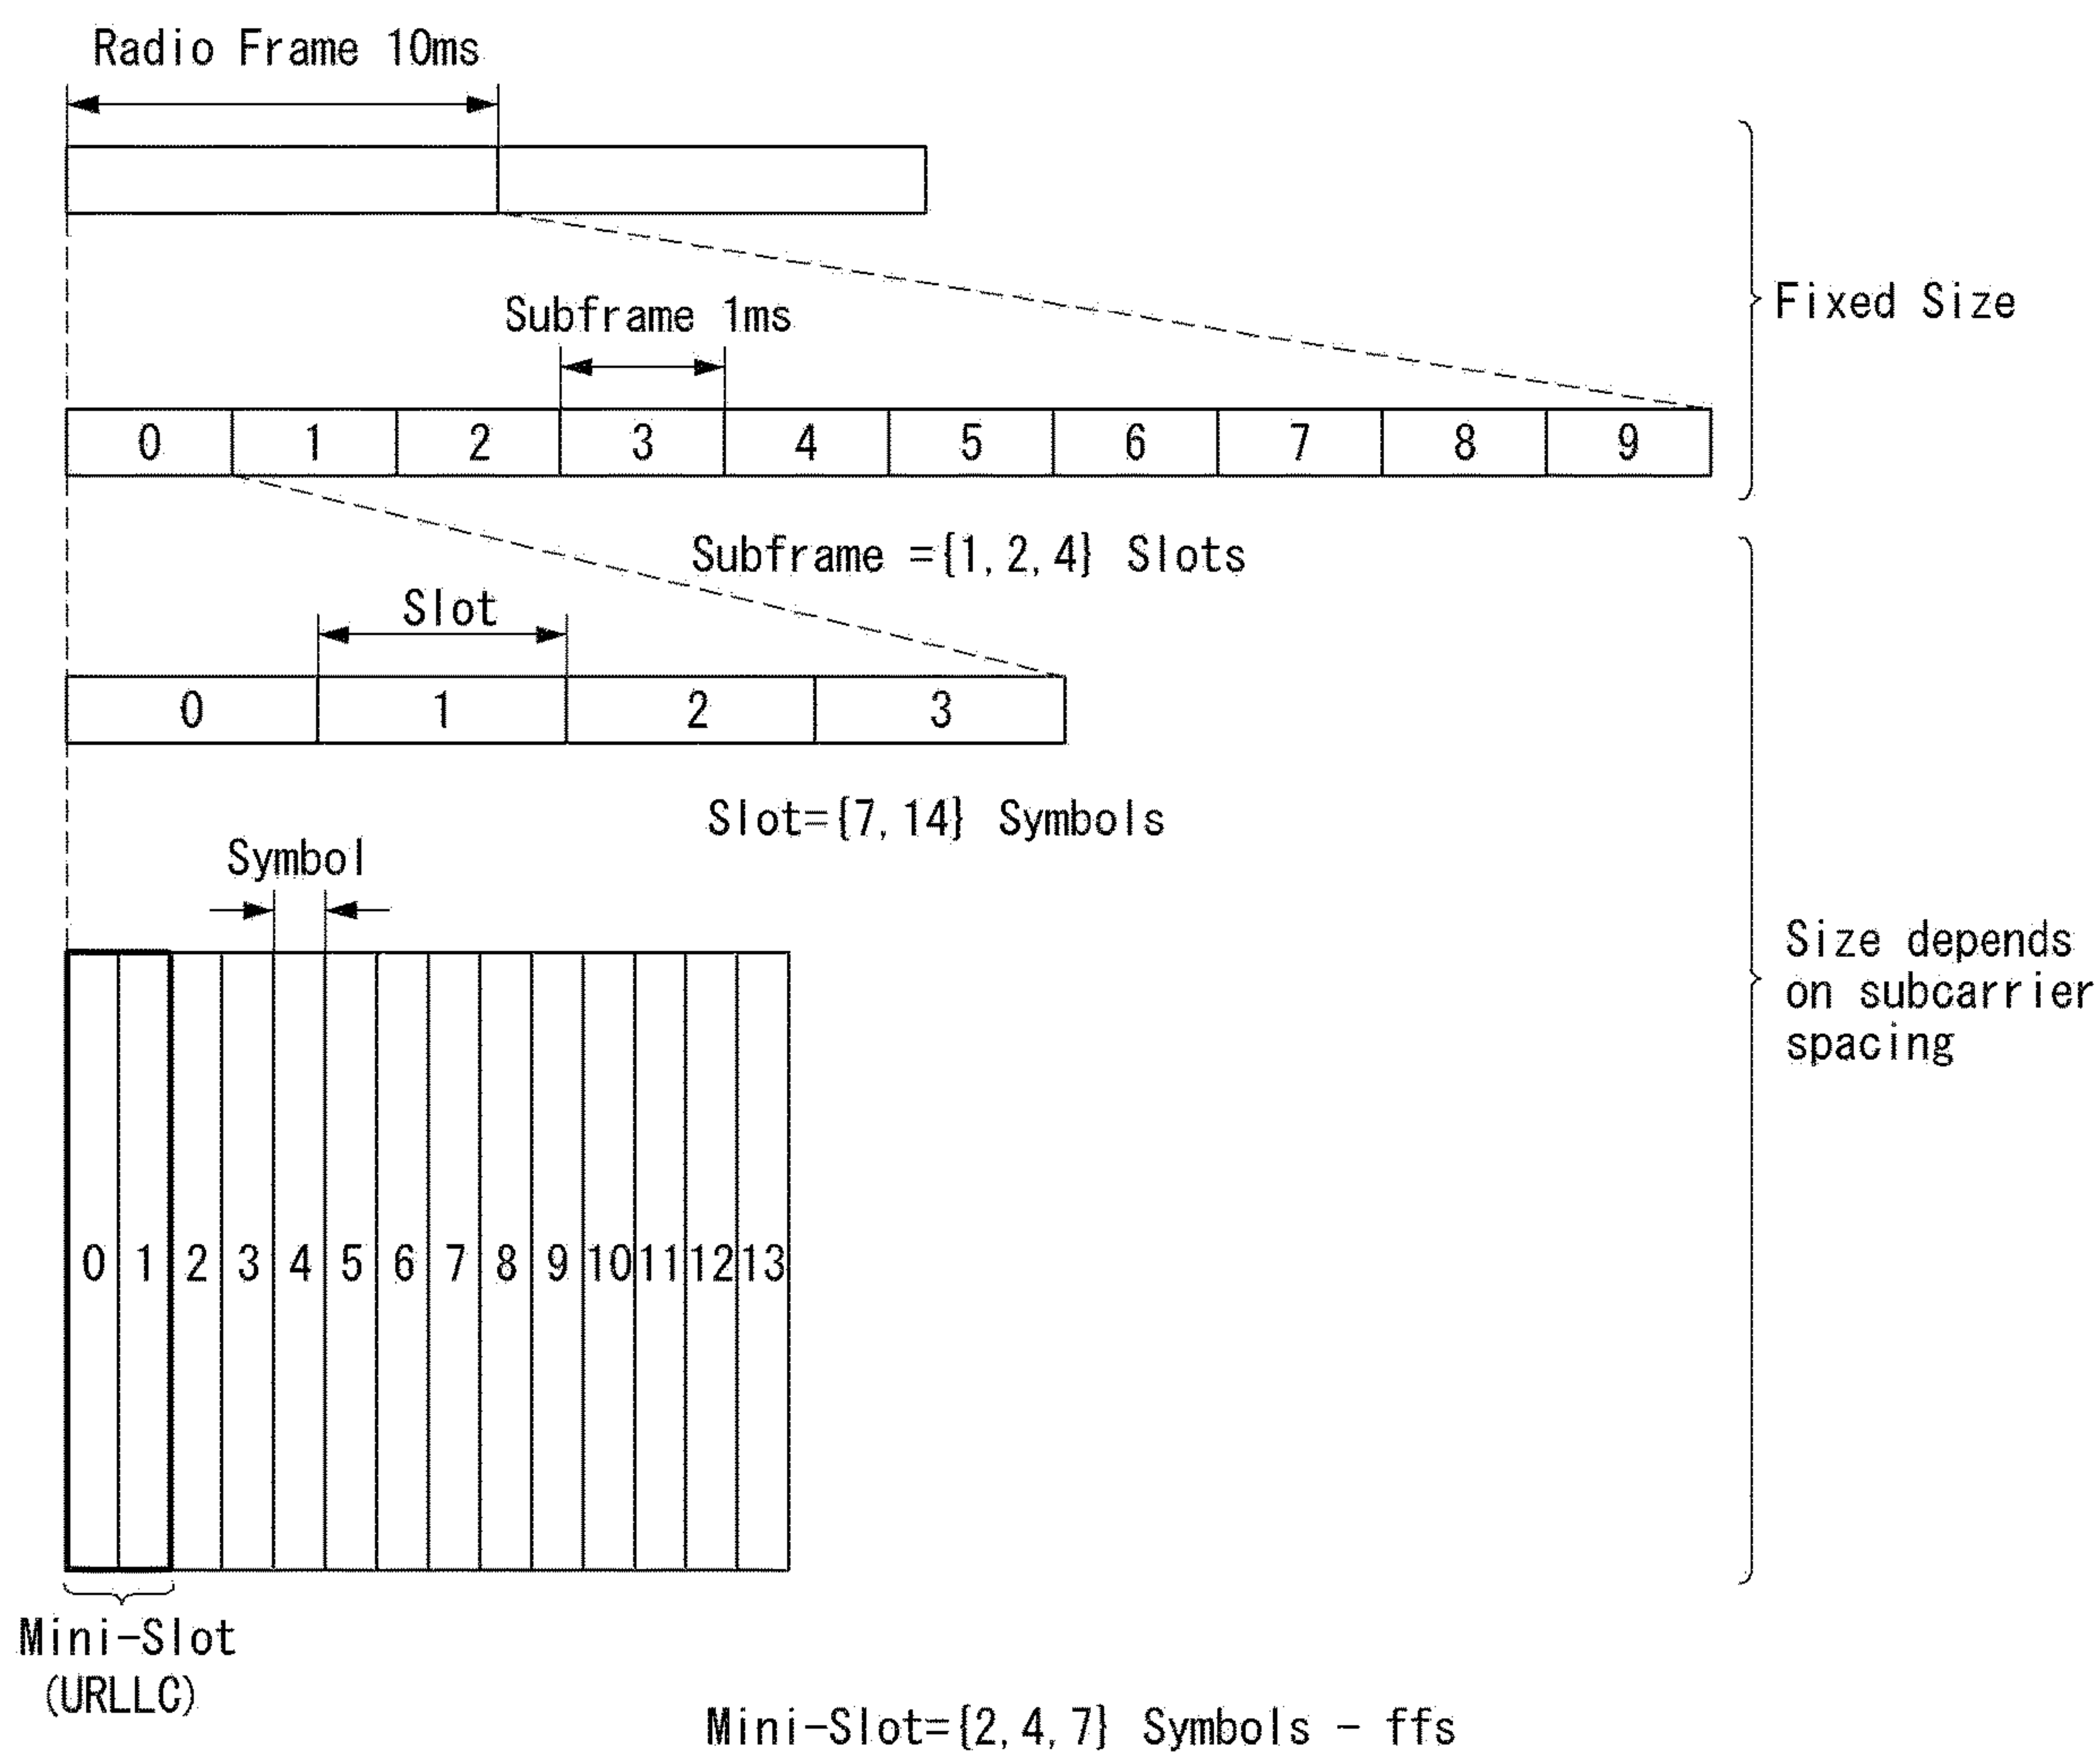 Radio Frame 10ms
Fixed Size
Subframe 1ms
0 1 2 3 4 5 6 7 8 9
Subframe ={1, 2, 4} Slots
Slot
0 1 2 3
Slot={7, 14} Symbols
Symbol
Size depends
on subcarrier
spacing
0 1 2 3 4 5 6 7 8 9 10 11 12 13
Mini-Slot
(URLLC)
Mini-Slot={2, 4, 7} Symbols - ffs